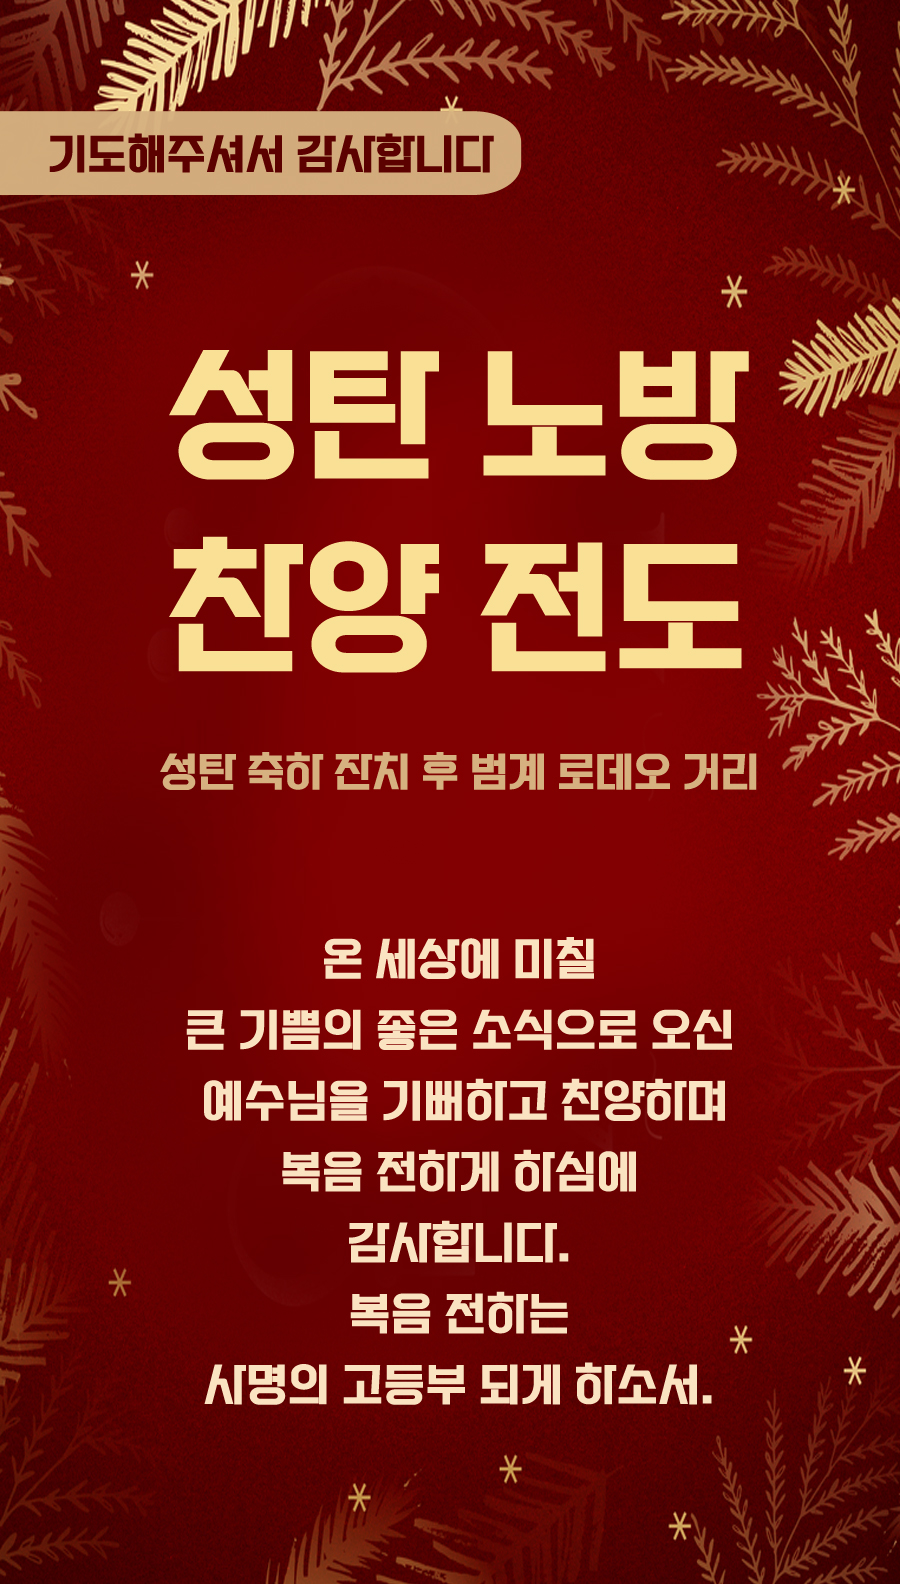 기도해주셔서 감사합니다
성탄 노방
찬양 전도
성탄 축하 잔치 후 범계 로데오 거리
온 세상에 미칠
큰 기쁨의 좋은 소식으로 오신
예수님을 기뻐하고 찬양하며
복음 전하게 하심에
감사합니다.
복음 전하는
사명의 고등부 되게 하소서.